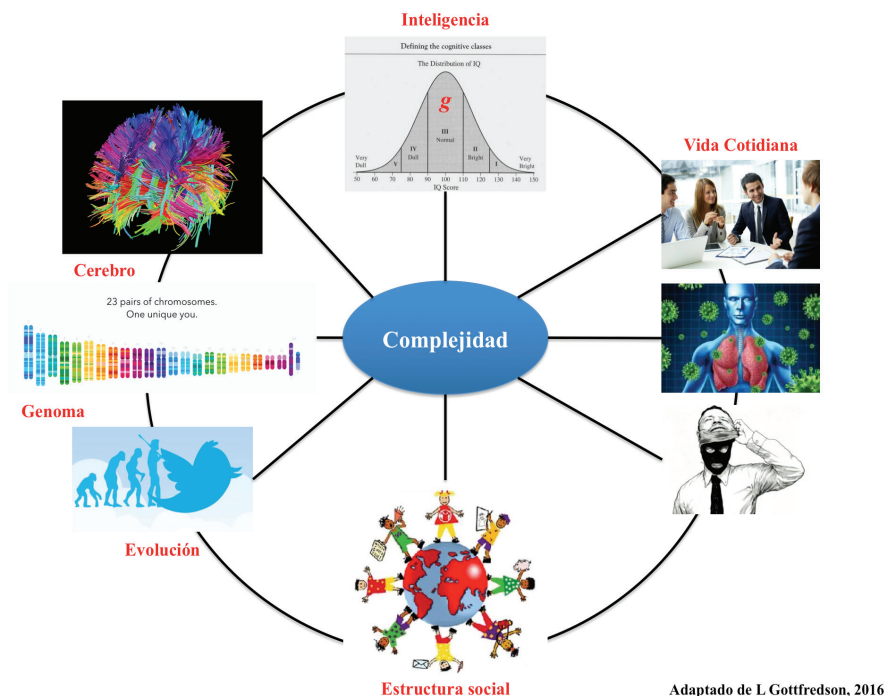 Inteligencia
Defining the cognitive classes
The Distribution of IQ
g
III
Normal
IV
Dull
II
Bright
V
I
Very
Dull
Very
Bright
50 60 70 80 90 100 110 120 130 140 150
IQ Score
Vida Cotidiana
Cerebro
23 pairs of chromosomes.
One unique you.
Complejidad
Genoma
Evolución
Estructura social
Adaptado de L Gottfredson, 2016